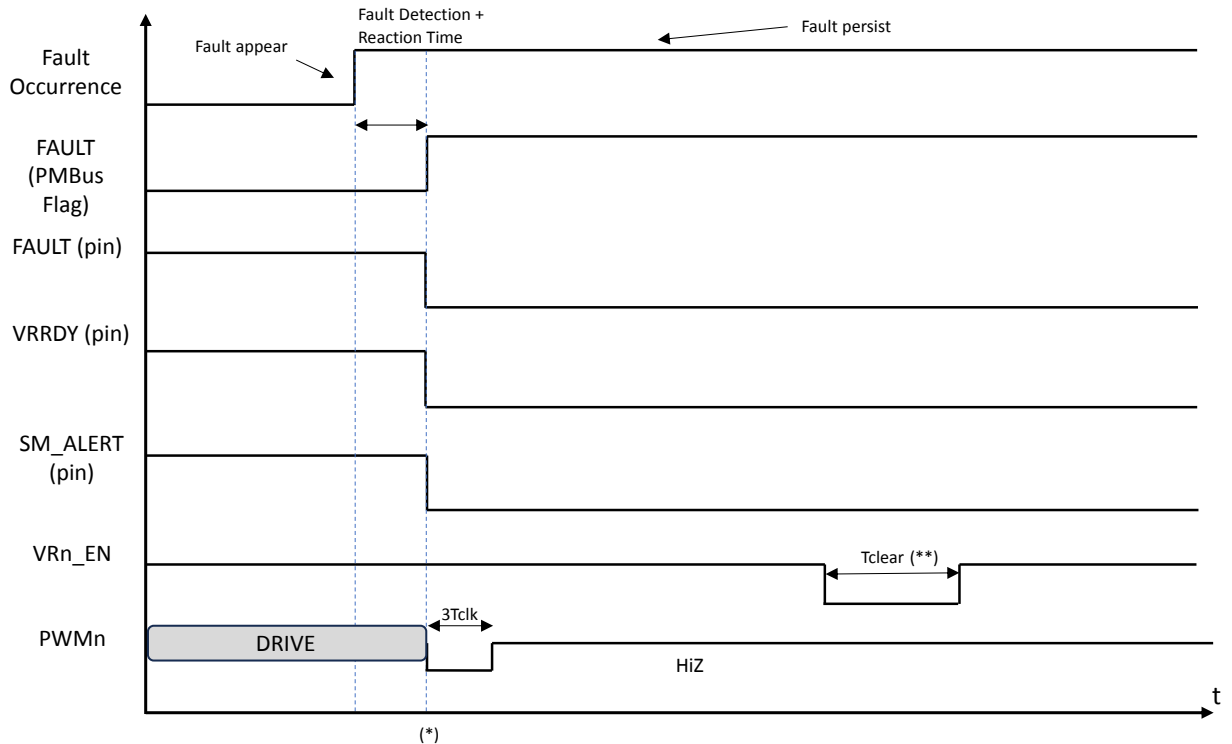 Fault Detection +
Reaction Time
Fault appear
Fault persist
Fault
Occurrence
FAULT
(PMBus
Flag)
FAULT (pin)
VRRDY (pin)
SM_ALERT
(pin)
VRn_EN
Tclear (**)
3Tclk
PWMn
DRIVE
HiZ
t
(*)